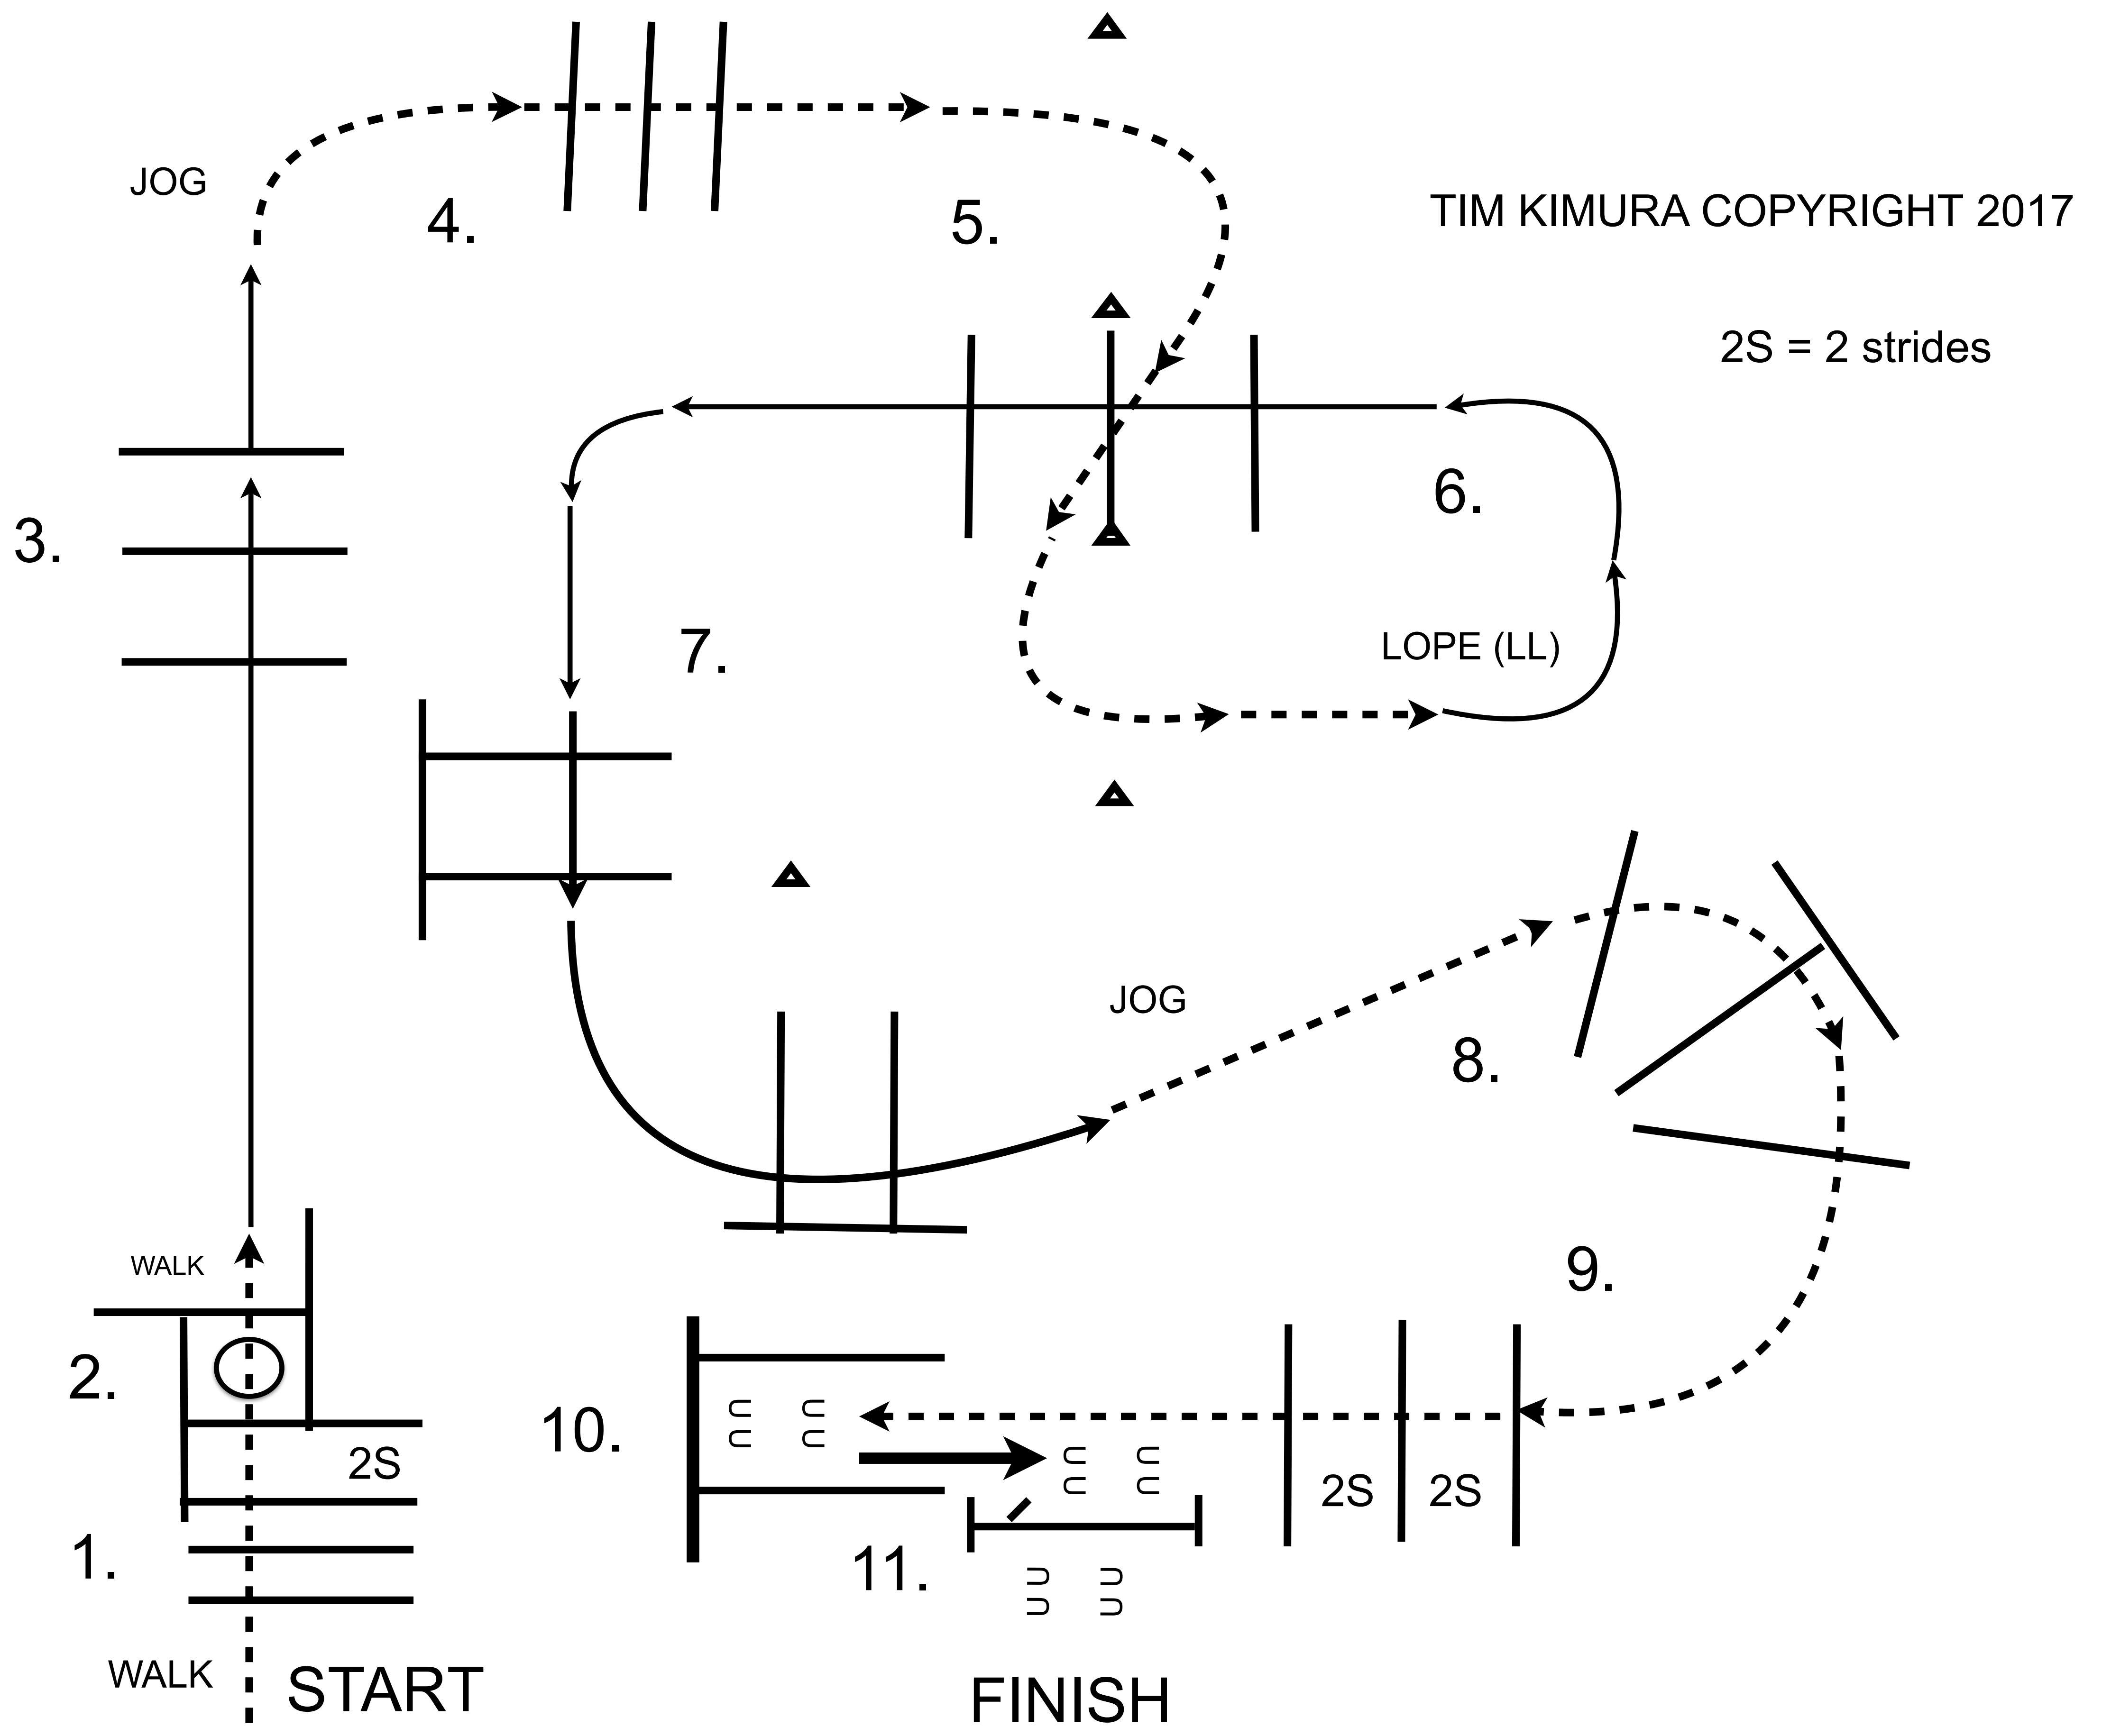 JOG
4.
5.
TIM KIMURA COPYRIGHT 2017
2S = 2 strides
3.
6.
7.
LOPE (LL)
JOG
8.
WALK
9.
2.
2S
10.
2S
2S
1.
11.
WALK
START
FINISH